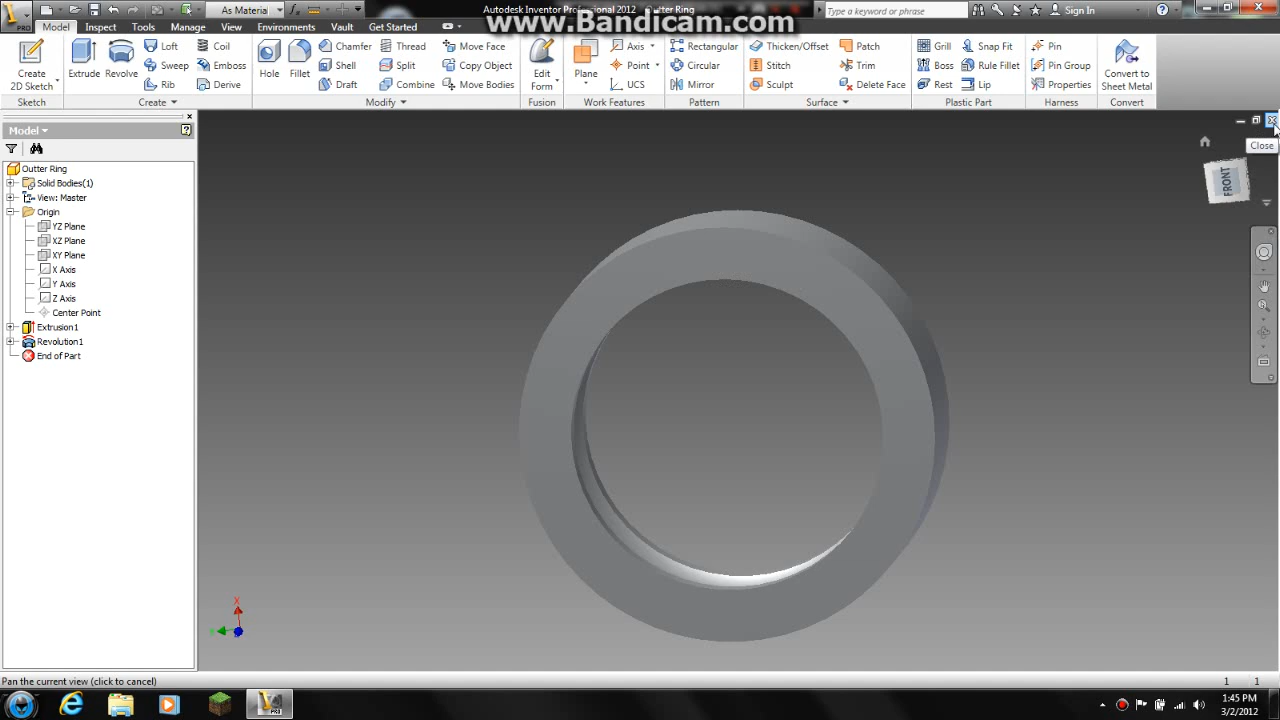 As Material
Autodesk Inventor Professional 2012
Outter Ring
www.Bandicam.com
Type a keyword or phrase
Sign In
PRO
Model Inspect Tools Manage View Environments Vault Get Started
Create 2D Sketch
Extrude
Revolve
Loft
Sweep
Rib
Coil
Emboss
Derive
Hole
Fillet
Chamfer
Shell
Draft
Thread
Split
Combine
Move Face
Copy Object
Move Bodies
Edit Form
Plane
Axis
Point
UCS
Rectangular
Circular
Mirror
Thicken/Offset
Stitch
Sculpt
Patch
Trim
Delete Face
Grill
Boss
Rest
Snap Fit
Rule Fillet
Lip
Pin
Pin Group
Properties
Convert to Sheet Metal
Sketch
Create
Modify
Fusion
Work Features
Pattern
Surface
Plastic Part
Harness
Convert
Model
Close
FRONT
Outter Ring
Solid Bodies(1)
View: Master
Origin
YZ Plane
XZ Plane
XY Plane
X Axis
Y Axis
Z Axis
Center Point
Extrusion1
Revolution1
End of Part
X
Pan the current view (click to cancel)
1 1
PRO
1:45 PM
3/2/2012